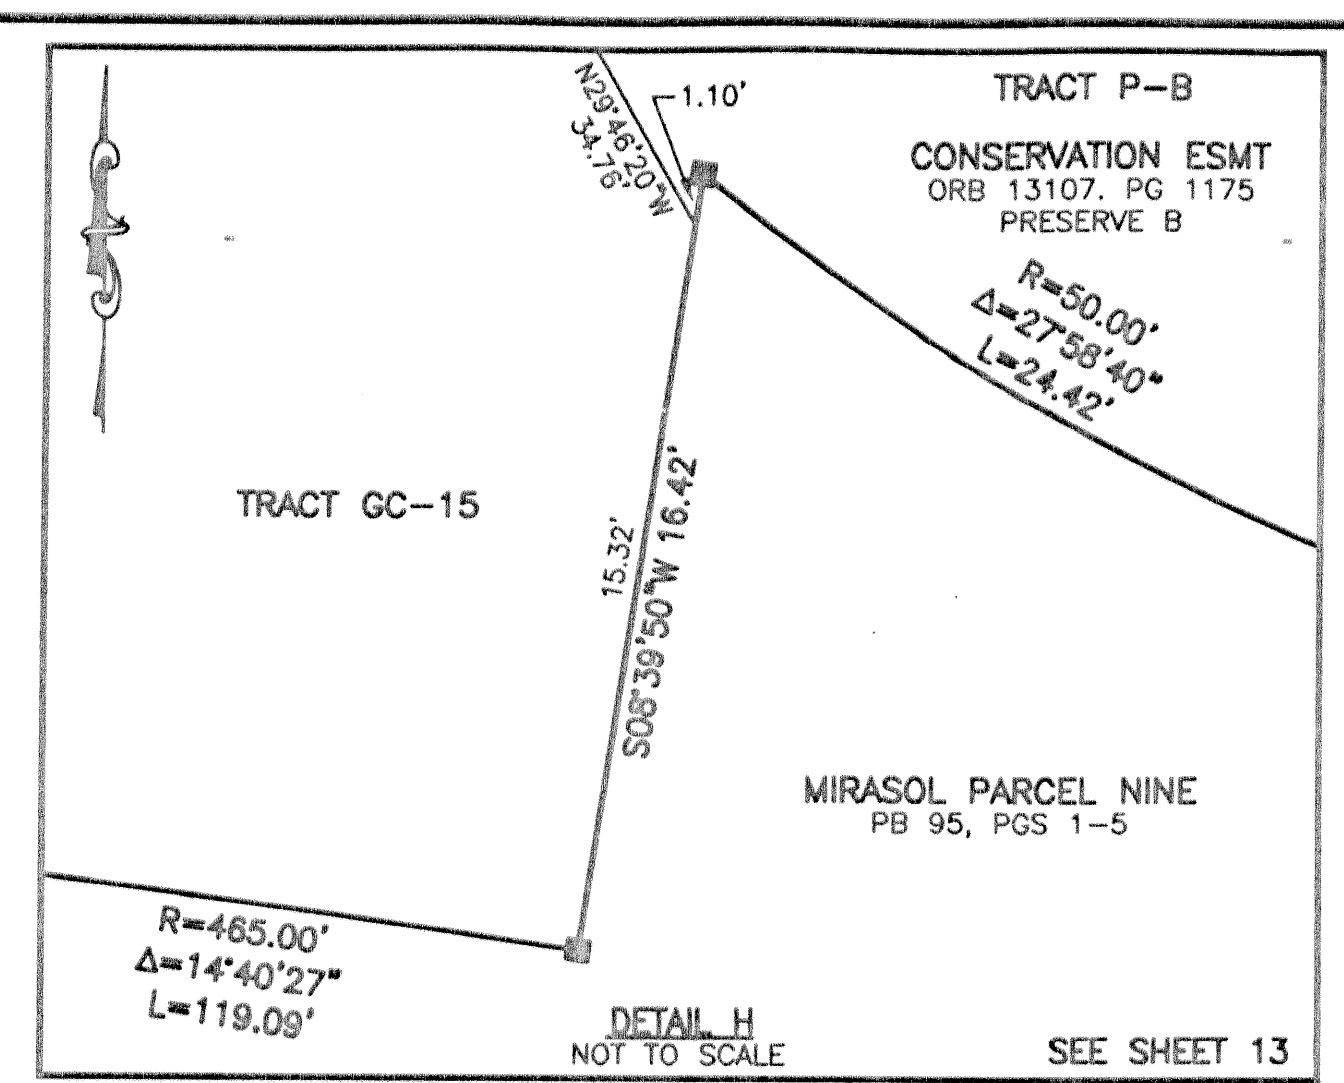 N29°46'20"W
34.76'
1.10'
TRACT P-B
CONSERVATION ESMT
ORB 13107. PG 1175
PRESERVE B
R=50.00'
Δ=27°58'40"
L=24.42'
TRACT GC-15
15.32'
S08°39'50"W 16.42'
MIRASOL PARCEL NINE
PB 95, PGS 1-5
R=465.00'
Δ=14°40'27"
L=119.09'
DETAIL H
NOT TO SCALE
SEE SHEET 13